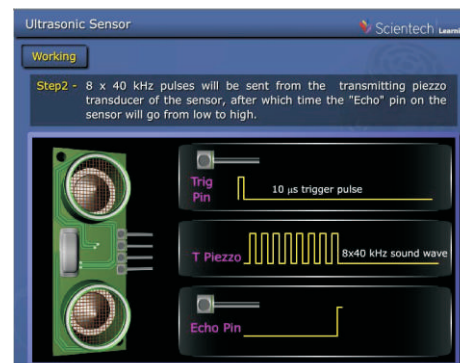 Ultrasonic Sensor
Scientech Learni
Working
Step2 - 8 x 40 kHz pulses will be sent from the transmitting piezzo
transducer of the sensor, after which time the "Echo" pin on the
sensor will go from low to high.
Trig
Pin
10 μs trigger pulse
T Piezzo
8x40 kHz sound wave
Echo Pin